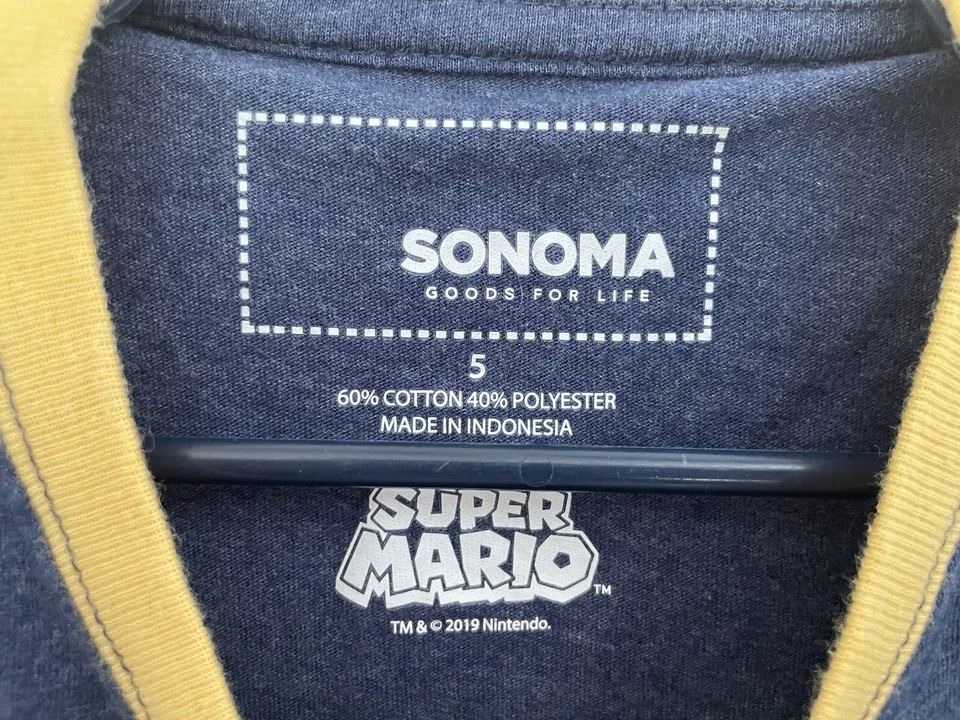 SONOMA
GOODS FOR LIFE
5
60% COTTON 40% POLYESTER
MADE IN INDONESIA
SUPER
MARIO™
TM & © 2019 Nintendo.